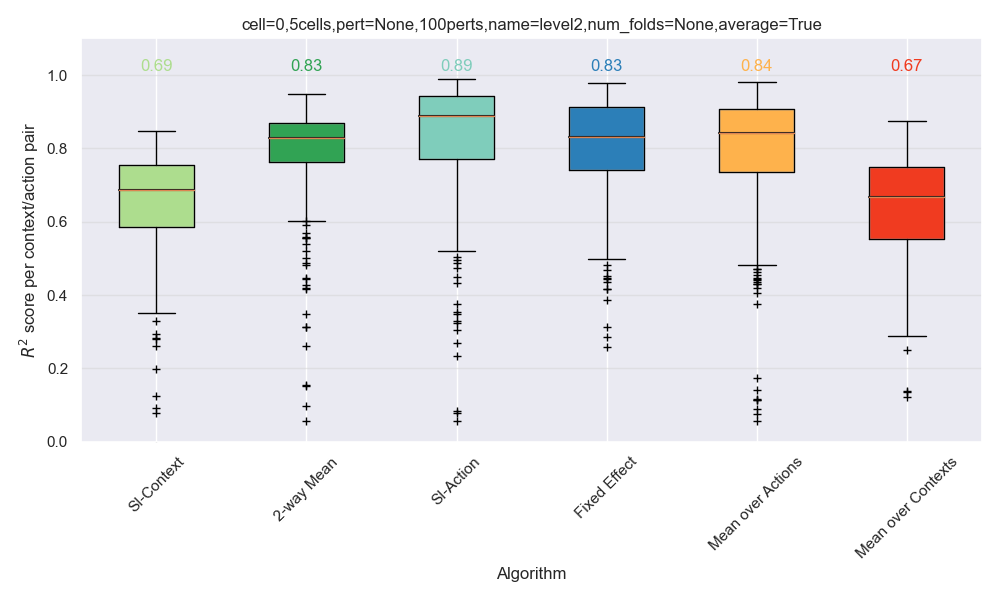 cell=0,5cells,pert=None,100perts,name=level2,num_folds=None,average=True
0.69 0.83 0.89 0.83 0.84 0.67
1.0
0.8
0.6
0.4
0.2
0.0
R² score per context/action pair
SI-Context
2-way Mean
SI-Action
Fixed Effect
Mean over Actions
Mean over Contexts
Algorithm